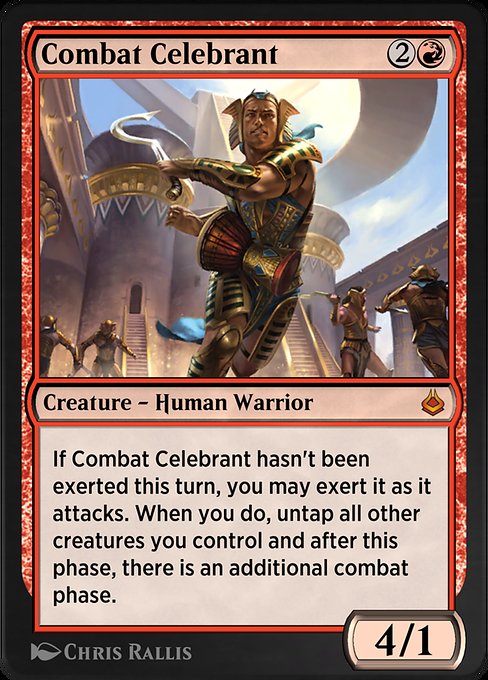 Combat Celebrant 2
Creature – Human Warrior
If Combat Celebrant hasn't been
exerted this turn, you may exert it as it
attacks. When you do, untap all other
creatures you control and after this
phase, there is an additional combat
phase.
4/1
CHRIS RALLIS